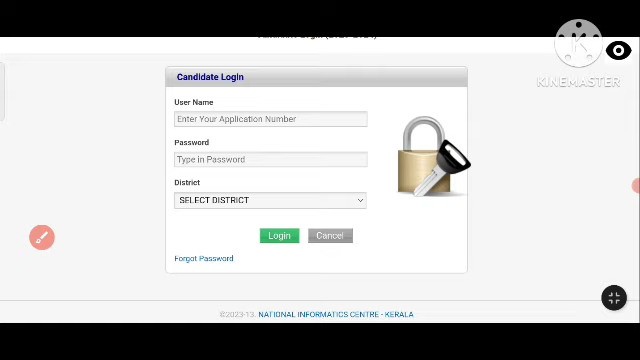 KINEMASTER
Candidate Login
User Name
Enter Your Application Number
Password
Type in Password
District
SELECT DISTRICT
Login Cancel
Forgot Password
©2023-13. NATIONAL INFORMATICS CENTRE - KERALA